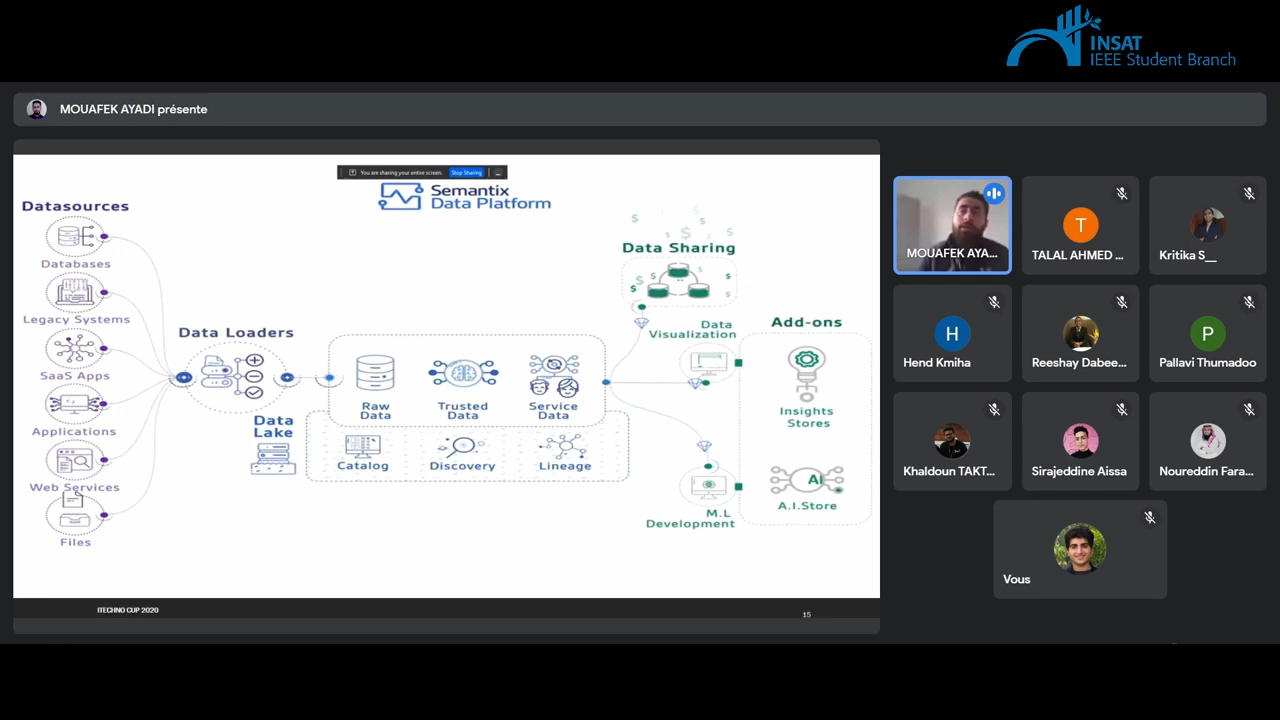 INSAT
IEEE Student Branch
MOUAFEK AYADI présente
You are sharing your entire screen.
Stop Sharing
Semantix
Data Platform
Datasources
Databases
Legacy Systems
SaaS Apps
Applications
Web Services
Files
Data Loaders
Raw
Data
Trusted
Data
Service
Data
Data
Lake
Catalog
Discovery
Lineage
Data Sharing
Data
Visualization
M.L
Development
Add-ons
Insights
Stores
AI
A.I.Store
ITECHNO CUP 2020
15
MOUAFEK AYA...
T
TALAL AHMED ...
Kritika S__
H
Hend Kmiha
Reeshay Dabee...
P
Pallavi Thumadoo
Khaldoun TAKT...
Sirajeddine Aissa
Noureddin Fara...
Vous